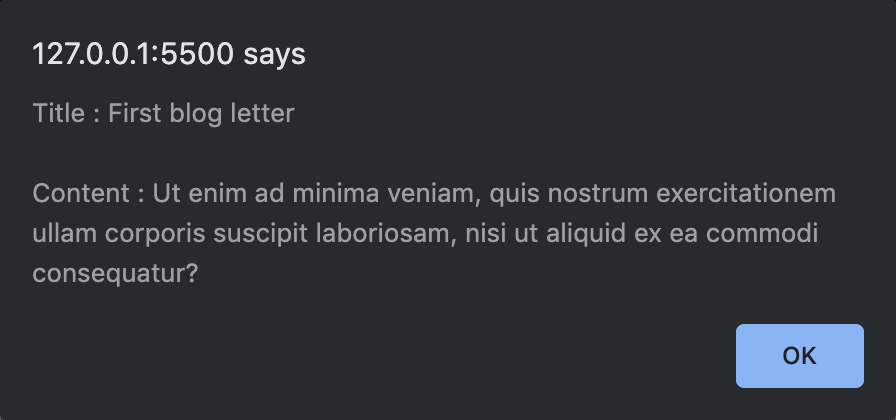 127.0.0.1:5500 says
Title : First blog letter
Content : Ut enim ad minima veniam, quis nostrum exercitationem
ullam corporis suscipit laboriosam, nisi ut aliquid ex ea commodi
consequatur?
OK